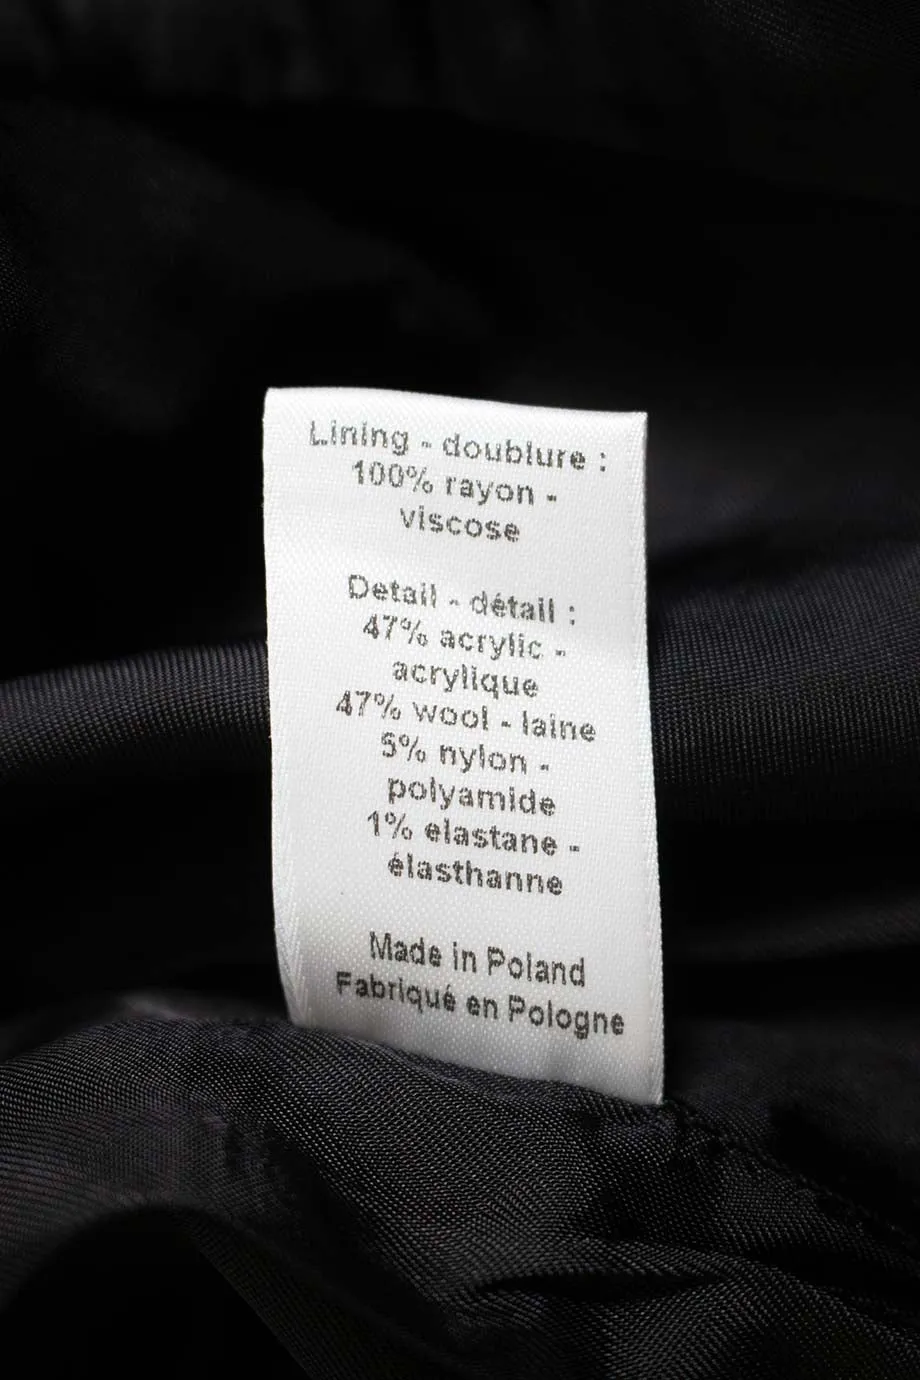 Lining - doublure :
100% rayon -
viscose
Detail - détail :
47% acrylic -
acrylique
47% wool - laine
5% nylon -
polyamide
1% elastane -
élasthanne
Made in Poland
Fabriqué en Pologne